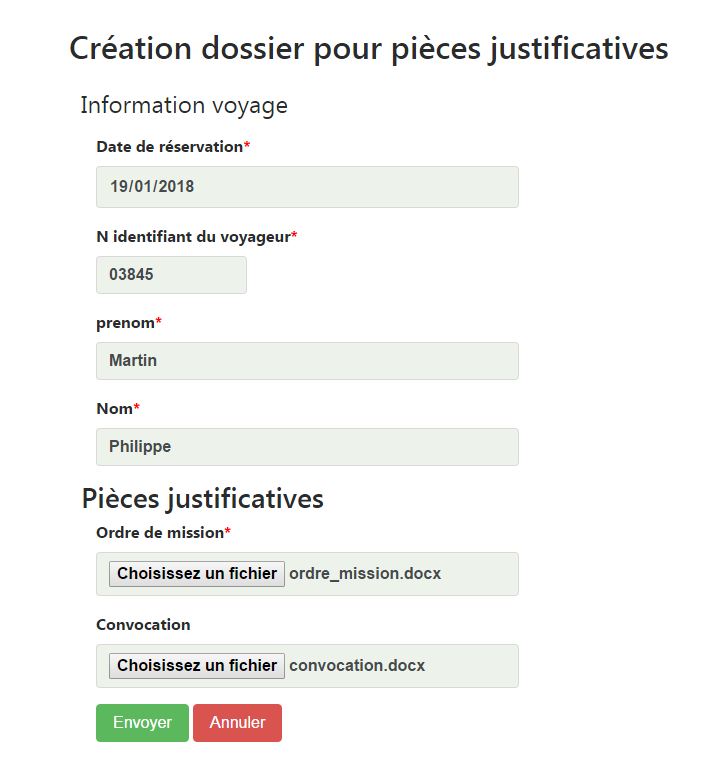 Création dossier pour pièces justificatives
Information voyage
Date de réservation*
19/01/2018
N identifiant du voyageur*
03845
prenom*
Martin
Nom*
Philippe
Pièces justificatives
Ordre de mission*
Choisissez un fichier ordre_mission.docx
Convocation
Choisissez un fichier convocation.docx
Envoyer Annuler